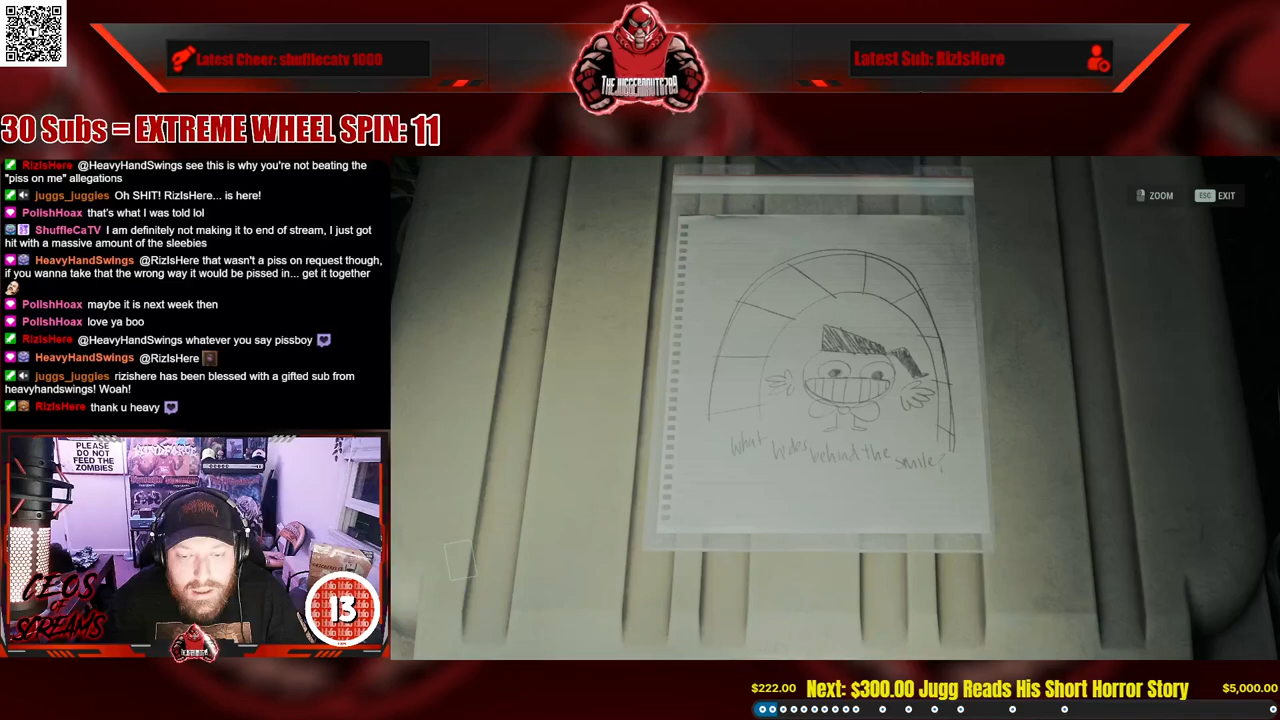 Latest Cheer: shufflecatv 1000
THEJUGGERNAUT6789
Latest Sub: RizIsHere
30 Subs = EXTREME WHEEL SPIN: 11
RizIsHere @HeavyHandSwings see this is why you're not beating the
"piss on me" allegations
juggs_juggies Oh SHIT! RizIsHere... is here!
PolishHoax that's what I was told lol
ShuffleCaTV I am definitely not making it to end of stream, I just got
hit with a massive amount of the sleebies
HeavyHandSwings @RizIsHere that wasn't a piss on request though,
if you wanna take that the wrong way it would be pissed in... get it together
PolishHoax maybe it is next week then
PolishHoax love ya boo
RizIsHere @HeavyHandSwings whatever you say pissboy
HeavyHandSwings @RizIsHere
juggs_juggies rizishere has been blessed with a gifted sub from
heavyhandswings! Woah!
RizIsHere thank u heavy
ZOOM
ESC EXIT
What hides behind the smile?
PLEASE
DO NOT
FEED THE
ZOMBIES
CEOS
OF
SCREAMS
13
$222.00 Next: $300.00 Jugg Reads His Short Horror Story $5,000.00